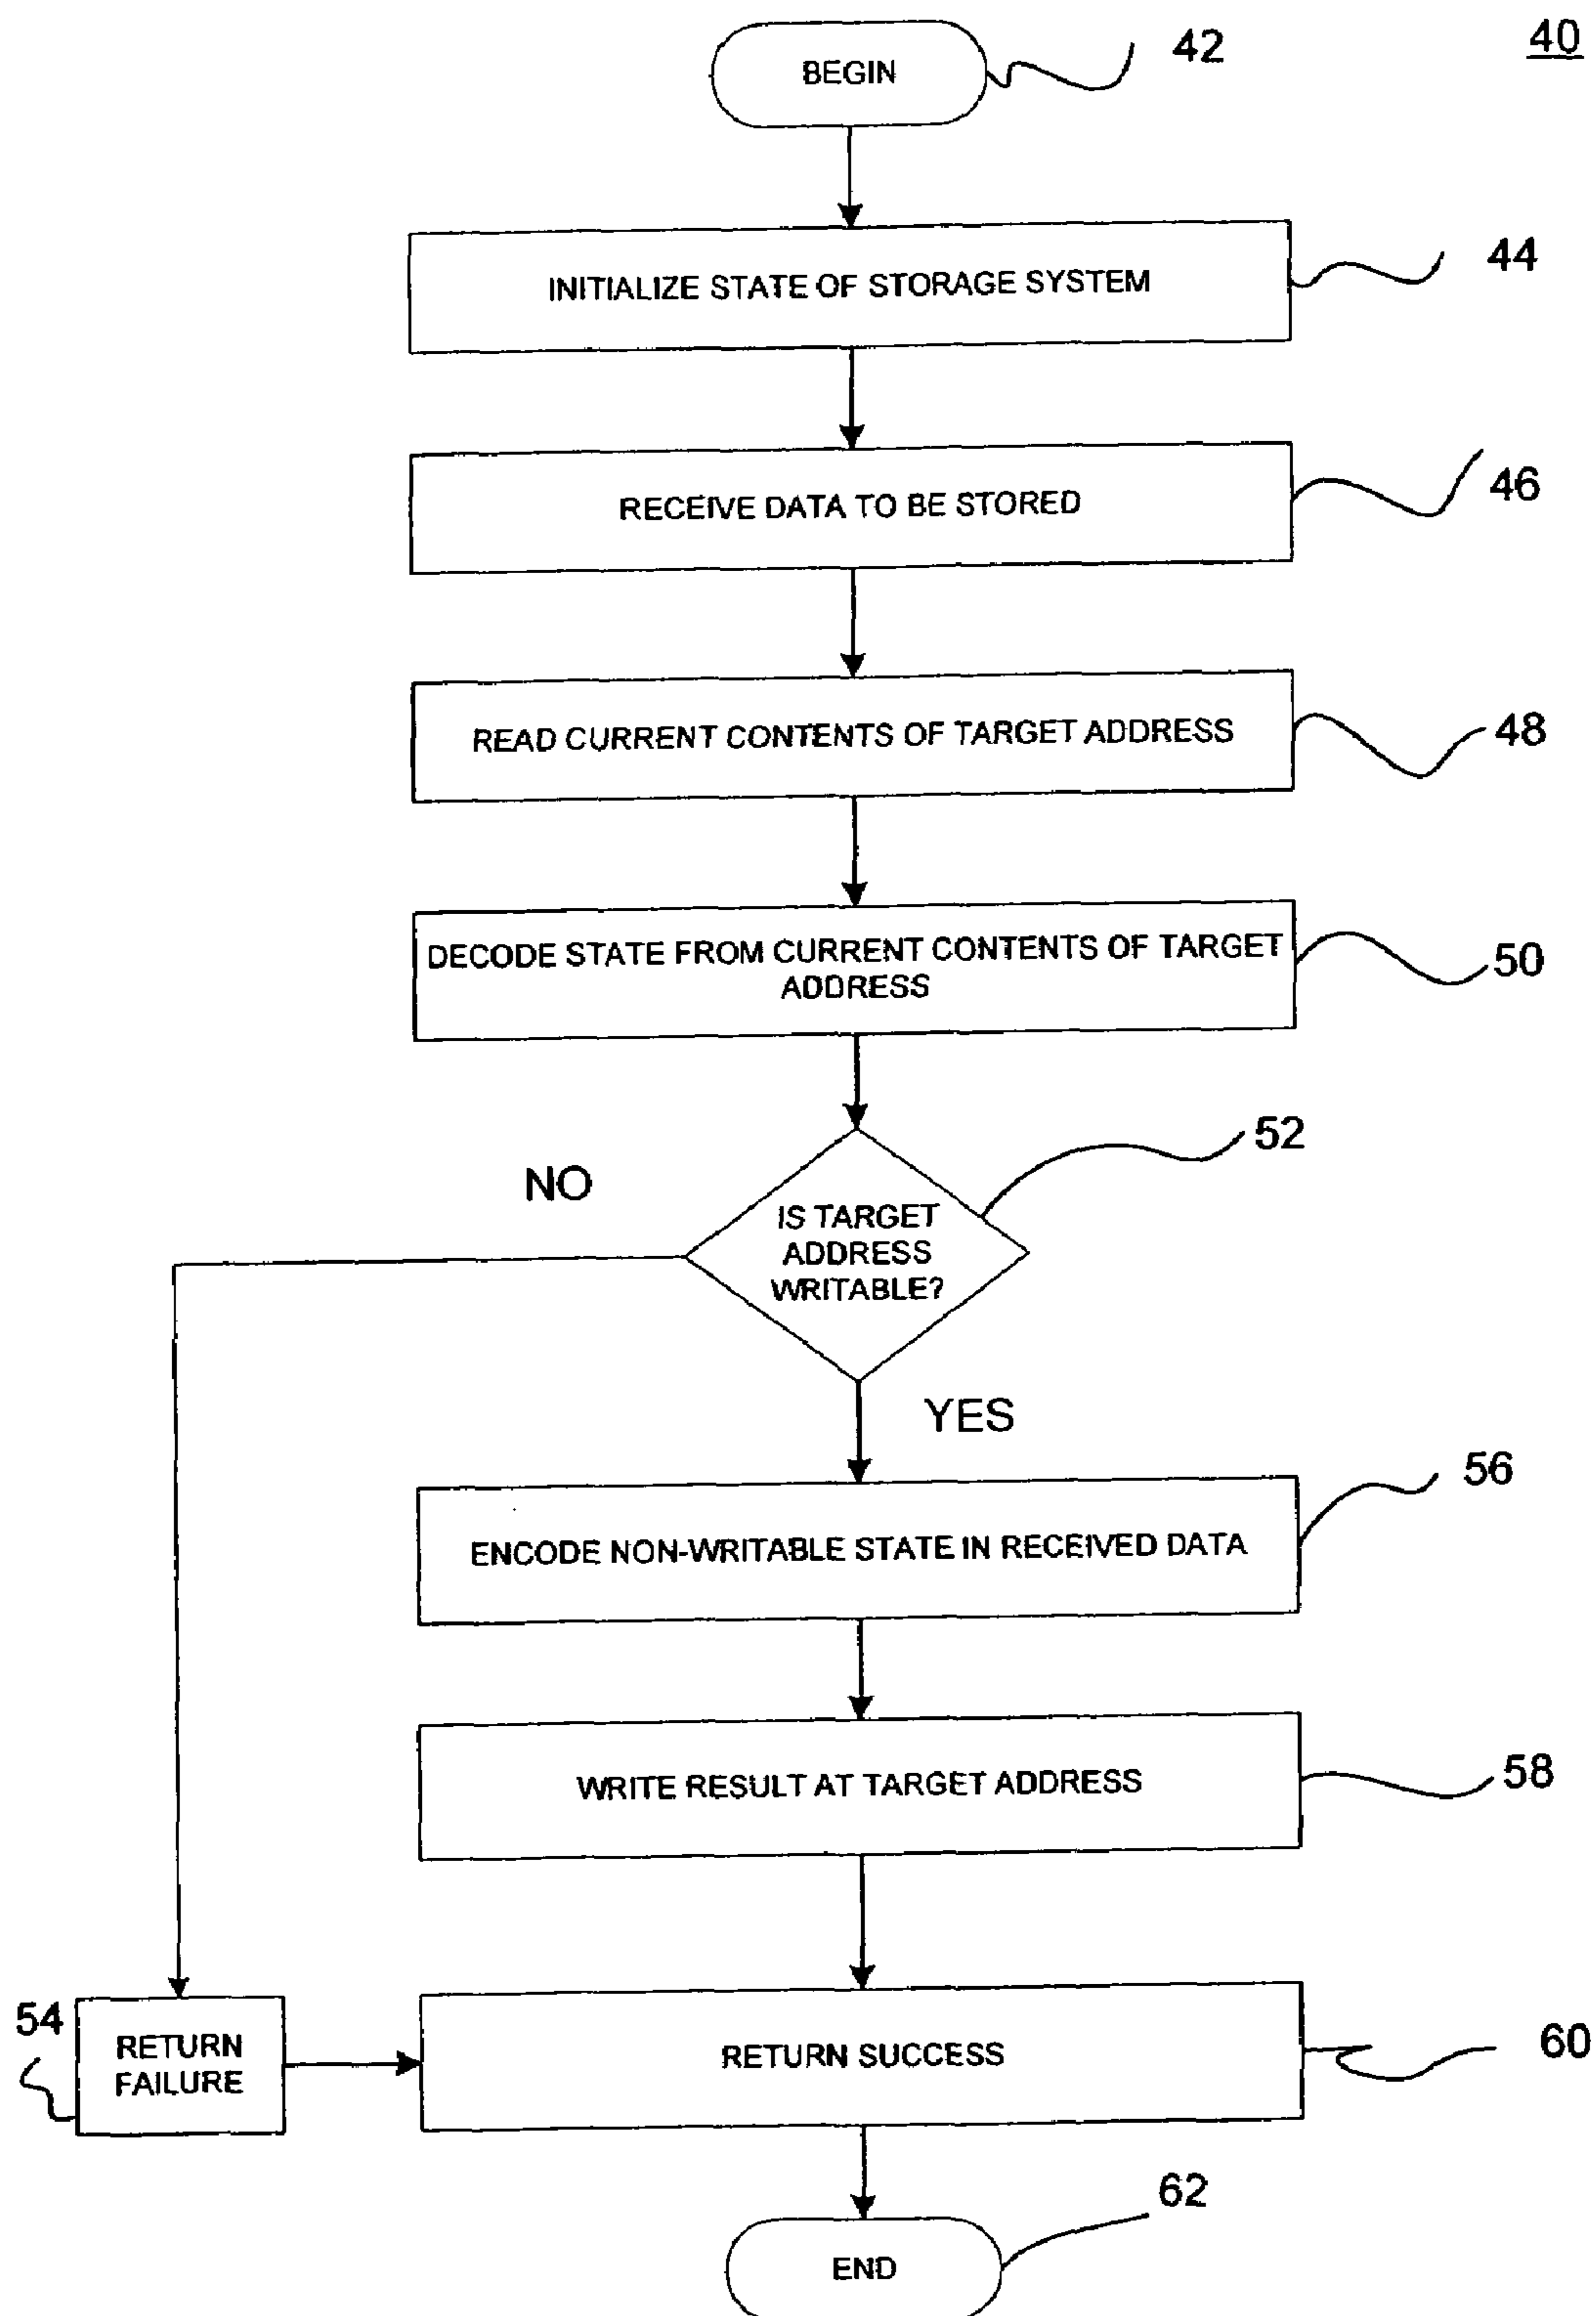 40
BEGIN
42
INITIALIZE STATE OF STORAGE SYSTEM
44
RECEIVE DATA TO BE STORED
46
READ CURRENT CONTENTS OF TARGET ADDRESS
48
DECODE STATE FROM CURRENT CONTENTS OF TARGET
ADDRESS
50
52
NO
IS TARGET
ADDRESS
WRITABLE?
YES
56
ENCODE NON-WRITABLE STATE IN RECEIVED DATA
WRITE RESULT AT TARGET ADDRESS
58
54
RETURN
FAILURE
RETURN SUCCESS
60
62
END